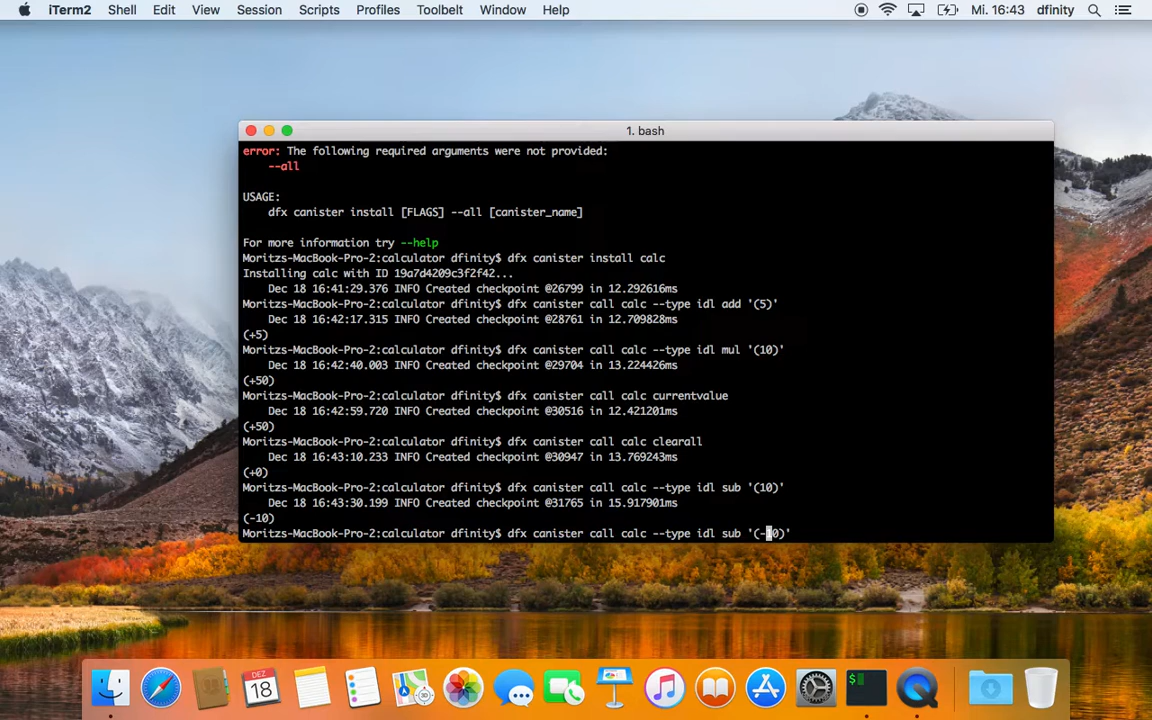 iTerm2 Shell Edit View Session Scripts Profiles Toolbelt Window Help Mi. 16:43 dfinity
1. bash
error: The following required arguments were not provided:
--all
USAGE:
dfx canister install [FLAGS] --all [canister_name]
For more information try --help
Moritzs-MacBook-Pro-2:calculator dfinity$ dfx canister install calc
Installing calc with ID 19a7d4209c3f2f42...
Dec 18 16:41:29.376 INFO Created checkpoint @26799 in 12.292616ms
Moritzs-MacBook-Pro-2:calculator dfinity$ dfx canister call calc --type idl add '(5)'
Dec 18 16:42:17.315 INFO Created checkpoint @28761 in 12.709828ms
(+5)
Moritzs-MacBook-Pro-2:calculator dfinity$ dfx canister call calc --type idl mul '(10)'
Dec 18 16:42:40.003 INFO Created checkpoint @29704 in 13.224426ms
(+50)
Moritzs-MacBook-Pro-2:calculator dfinity$ dfx canister call calc currentvalue
Dec 18 16:42:59.720 INFO Created checkpoint @30516 in 12.421201ms
(+50)
Moritzs-MacBook-Pro-2:calculator dfinity$ dfx canister call calc clearall
Dec 18 16:43:10.233 INFO Created checkpoint @30947 in 13.769243ms
(+0)
Moritzs-MacBook-Pro-2:calculator dfinity$ dfx canister call calc --type idl sub '(10)'
Dec 18 16:43:30.199 INFO Created checkpoint @31765 in 15.917901ms
(-10)
Moritzs-MacBook-Pro-2:calculator dfinity$ dfx canister call calc --type idl sub '(-10)'
DEZ
18
$